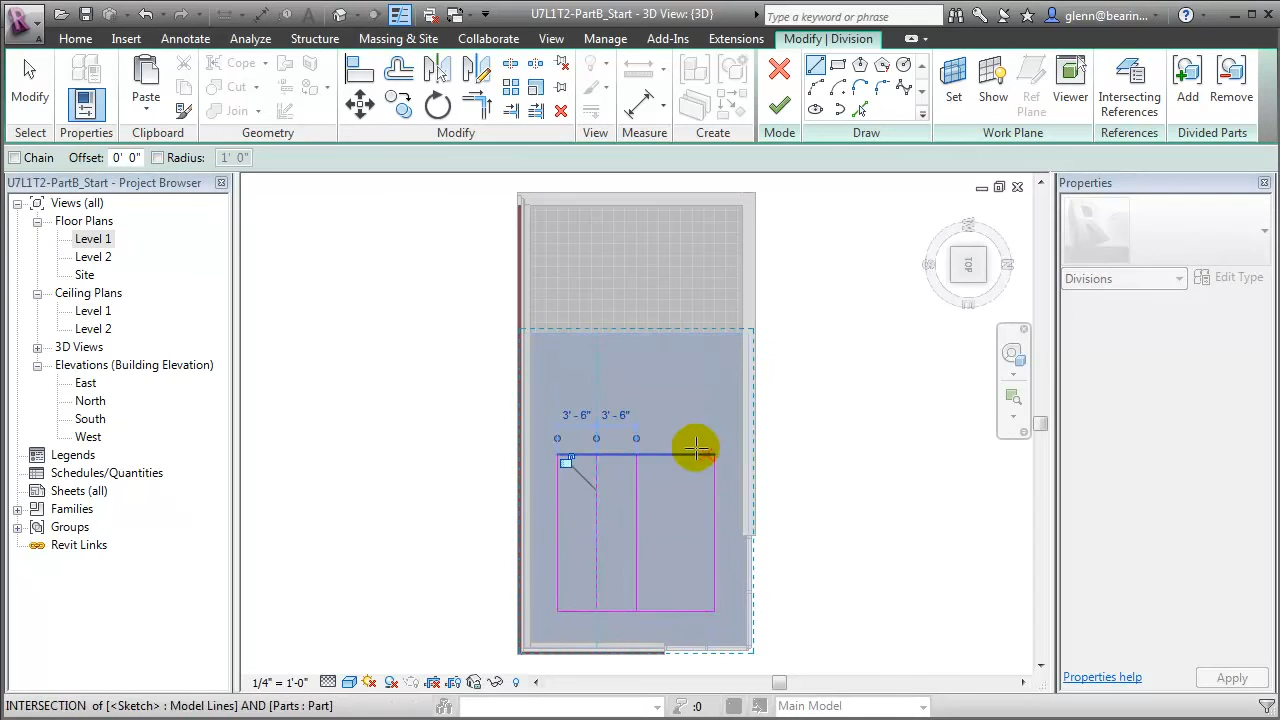 U7L1T2-PartB_Start - 3D View: {3D}
Type a keyword or phrase
glenn@bearin...
Home Insert Annotate Analyze Structure Massing & Site Collaborate View Manage Add-Ins Extensions Modify | Division
Modify
Paste
Cope
Cut
Join
Set
Show
Ref
Plane
Viewer
Intersecting
References
Add
Remove
Select Properties Clipboard Geometry Modify View Measure Create Mode Draw Work Plane References Divided Parts
Chain Offset: 0' 0" Radius: 1' 0"
U7L1T2-PartB_Start - Project Browser
Views (all)
Floor Plans
Level 1
Level 2
Site
Ceiling Plans
Level 1
Level 2
3D Views
Elevations (Building Elevation)
East
North
South
West
Legends
Schedules/Quantities
Sheets (all)
Families
Groups
Revit Links
3' - 6" 3' - 6"
TOP
Properties
Divisions
Edit Type
Properties help
Apply
1/4" = 1'-0"
INTERSECTION of [<Sketch> : Model Lines] AND [Parts : Part]
:0
Main Model